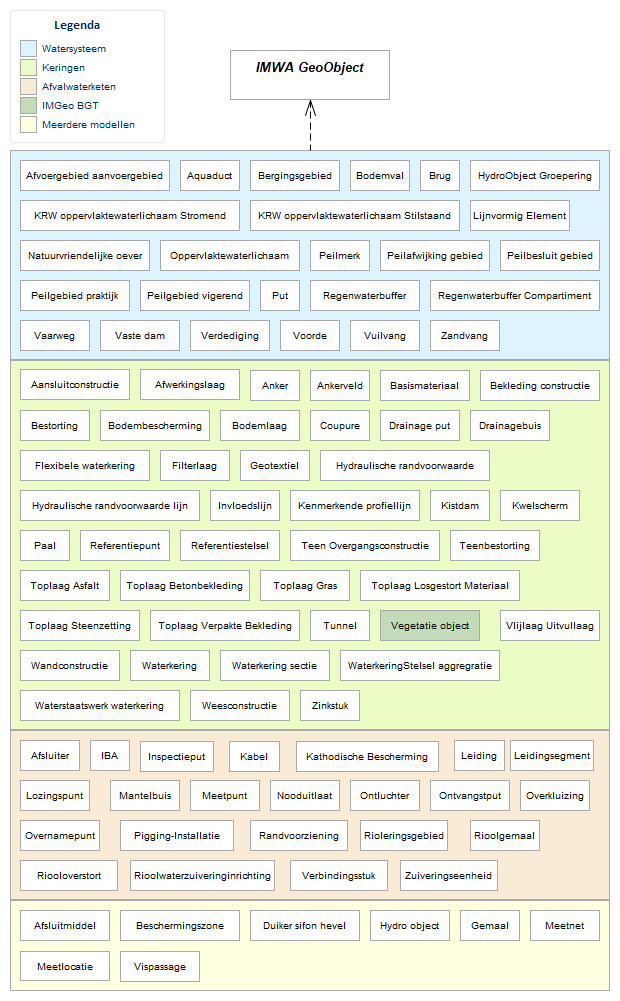 Legenda
Watersysteem
Keringen
Afvalwaterketen
IMGeo BGT
Meerdere modellen
IMWA GeoObject
Afvoergebied aanvoergebied Aquaduct Bergingsgebied Bodemval Brug HydroObject Groepering
KRW oppervlaktewaterlichaam Stromend KRW oppervlaktewaterlichaam Stilstaand Lijnvormig Element
Natuurvriendelijke oever Oppervlaktewaterlichaam Peilmerk Peilafwijking gebied Peilbesluit gebied
Peilgebied praktijk Peilgebied vigerend Put Regenwaterbuffer Regenwaterbuffer Compartiment
Vaarweg Vaste dam Verdediging Voorde Vuilvang Zandvang
Aansluitconstructie Afwerkingslaag Anker Ankerveld Basismateriaal Bekleding constructie
Bestorting Bodembescherming Bodemlaag Coupure Drainage put Drainagebuis
Flexibele waterkering Filterlaag Geotextiel Hydraulische randvoorwaarde
Hydraulische randvoorwaarde lijn Invloedslijn Kenmerkende profiellijn Kistdam Kwelscherm
Paal Referentiepunt Referentiestelsel Teen Overgangsconstructie Teenbestorting
Toplaag Asfalt Toplaag Betonbekleding Toplaag Gras Toplaag Losgestort Materiaal
Toplaag Steenzetting Toplaag Verpakte Bekleding Tunnel Vegetatie object Vlijlaag Uitvullaag
Wandconstructie Waterkering Waterkering sectie WaterkeringStelsel aggregratie
Waterstaatswerk waterkering Weesconstructie Zinkstuk
Afsluiter IBA Inspectieput Kabel Kathodische Bescherming Leiding Leidingsegment
Lozingspunt Mantelbuis Meetpunt Nooduitlaat Ontluchter Ontvangstput Overkluizing
Overnamepunt Pigging-Installatie Randvoorziening Rioleringsgebied Rioolgemaal
Riooloverstort Rioolwaterzuiveringinrichting Verbindingsstuk Zuiveringseenheid
Afsluitmiddel Beschermingszone Duiker sifon hevel Hydro object Gemaal Meetnet
Meetlocatie Vispassage